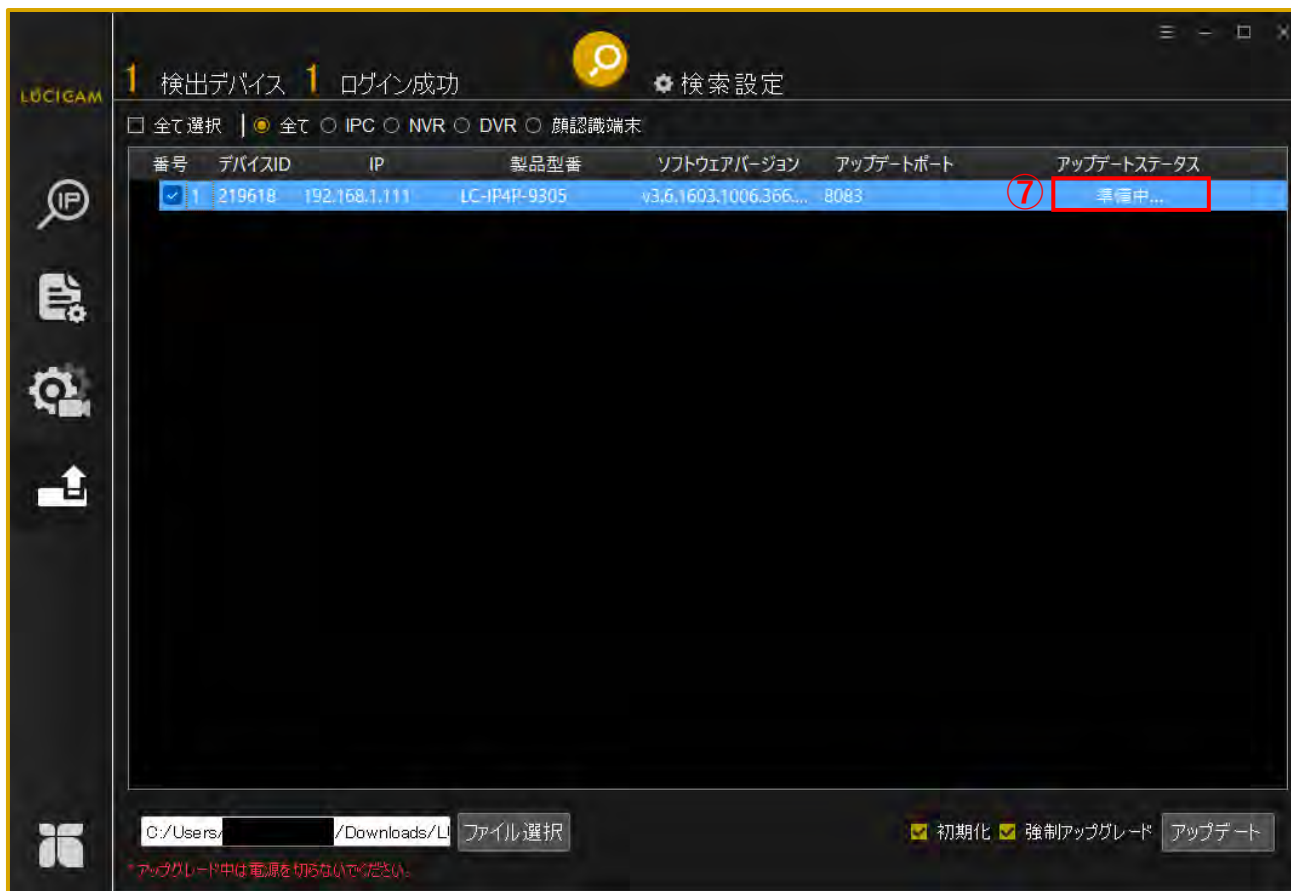 LUCICAM
1 検出デバイス 1 ログイン成功 検索設定
全て選択 全て IPC NVR DVR 顔認識端末
番号 デバイスID IP 製品型番 ソフトウェアバージョン アップデートポート アップデートステータス
1 219618 192.168.1.111 LC-IP4P-9305 v3.6.1603.1006.366.... 8083 ⑦ 準備中...
IP
C:/Users/ /Downloads/L ファイル選択 初期化 強制アップグレード アップデート
*アップグレード中は電源を切らないでください。